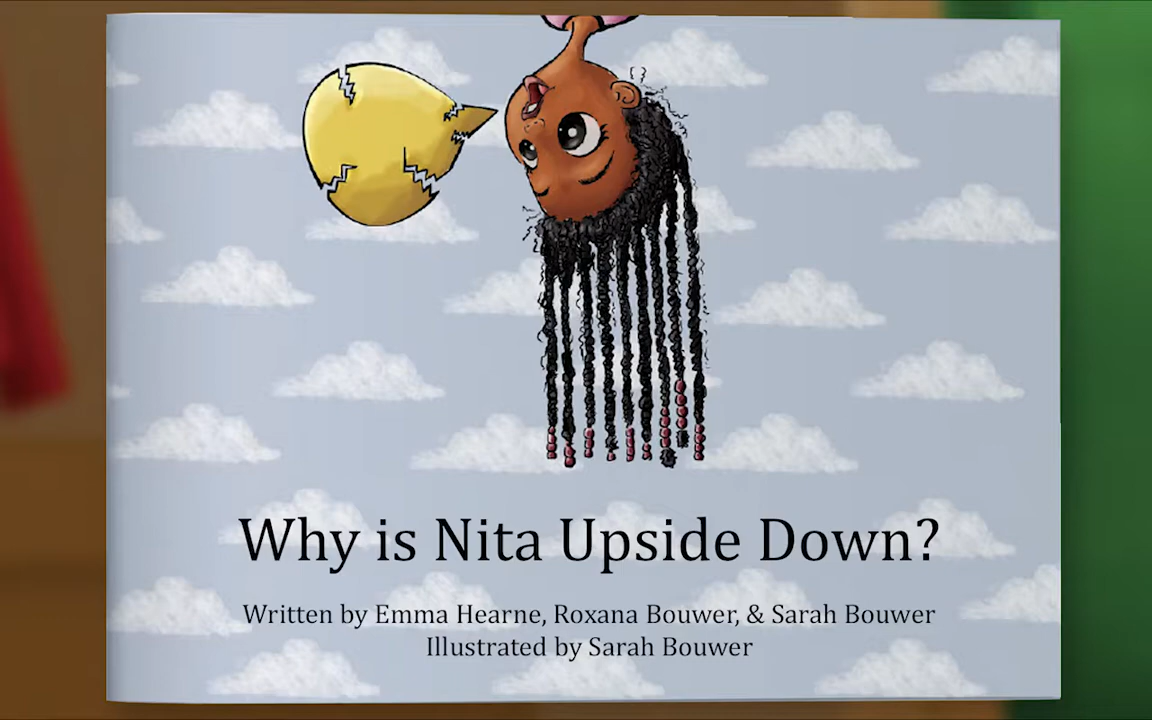 Why is Nita Upside Down?
Written by Emma Hearne, Roxana Bouwer, & Sarah Bouwer
Illustrated by Sarah Bouwer